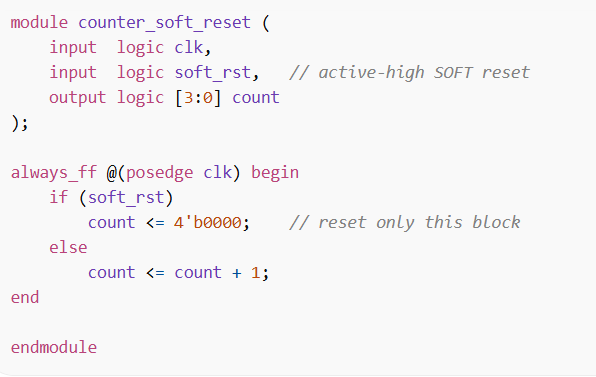 module counter_soft_reset (
    input  logic clk,
    input  logic soft_rst,   // active-high SOFT reset
    output logic [3:0] count
);

always_ff @(posedge clk) begin
    if (soft_rst)
        count <= 4'b0000;    // reset only this block
    else
        count <= count + 1;
end

endmodule